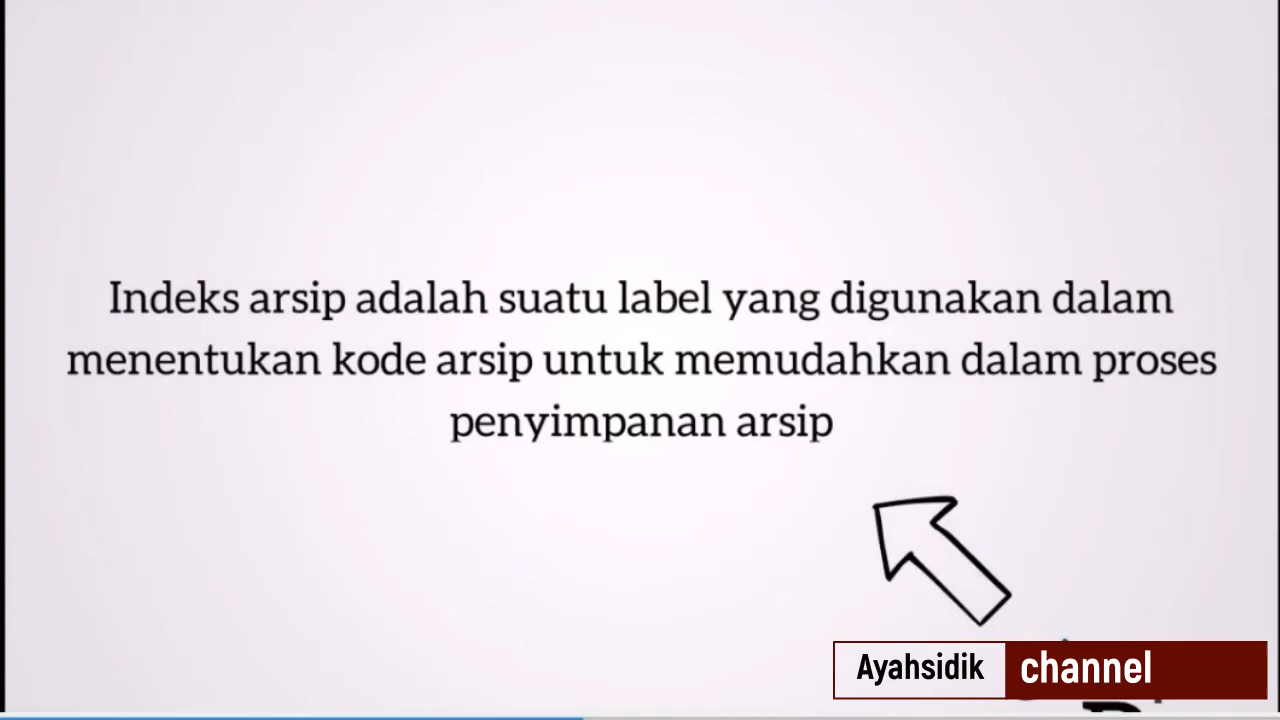 Indeks arsip adalah suatu label yang digunakan dalam
menentukan kode arsip untuk memudahkan dalam proses
penyimpanan arsip
Ayahsidik channel